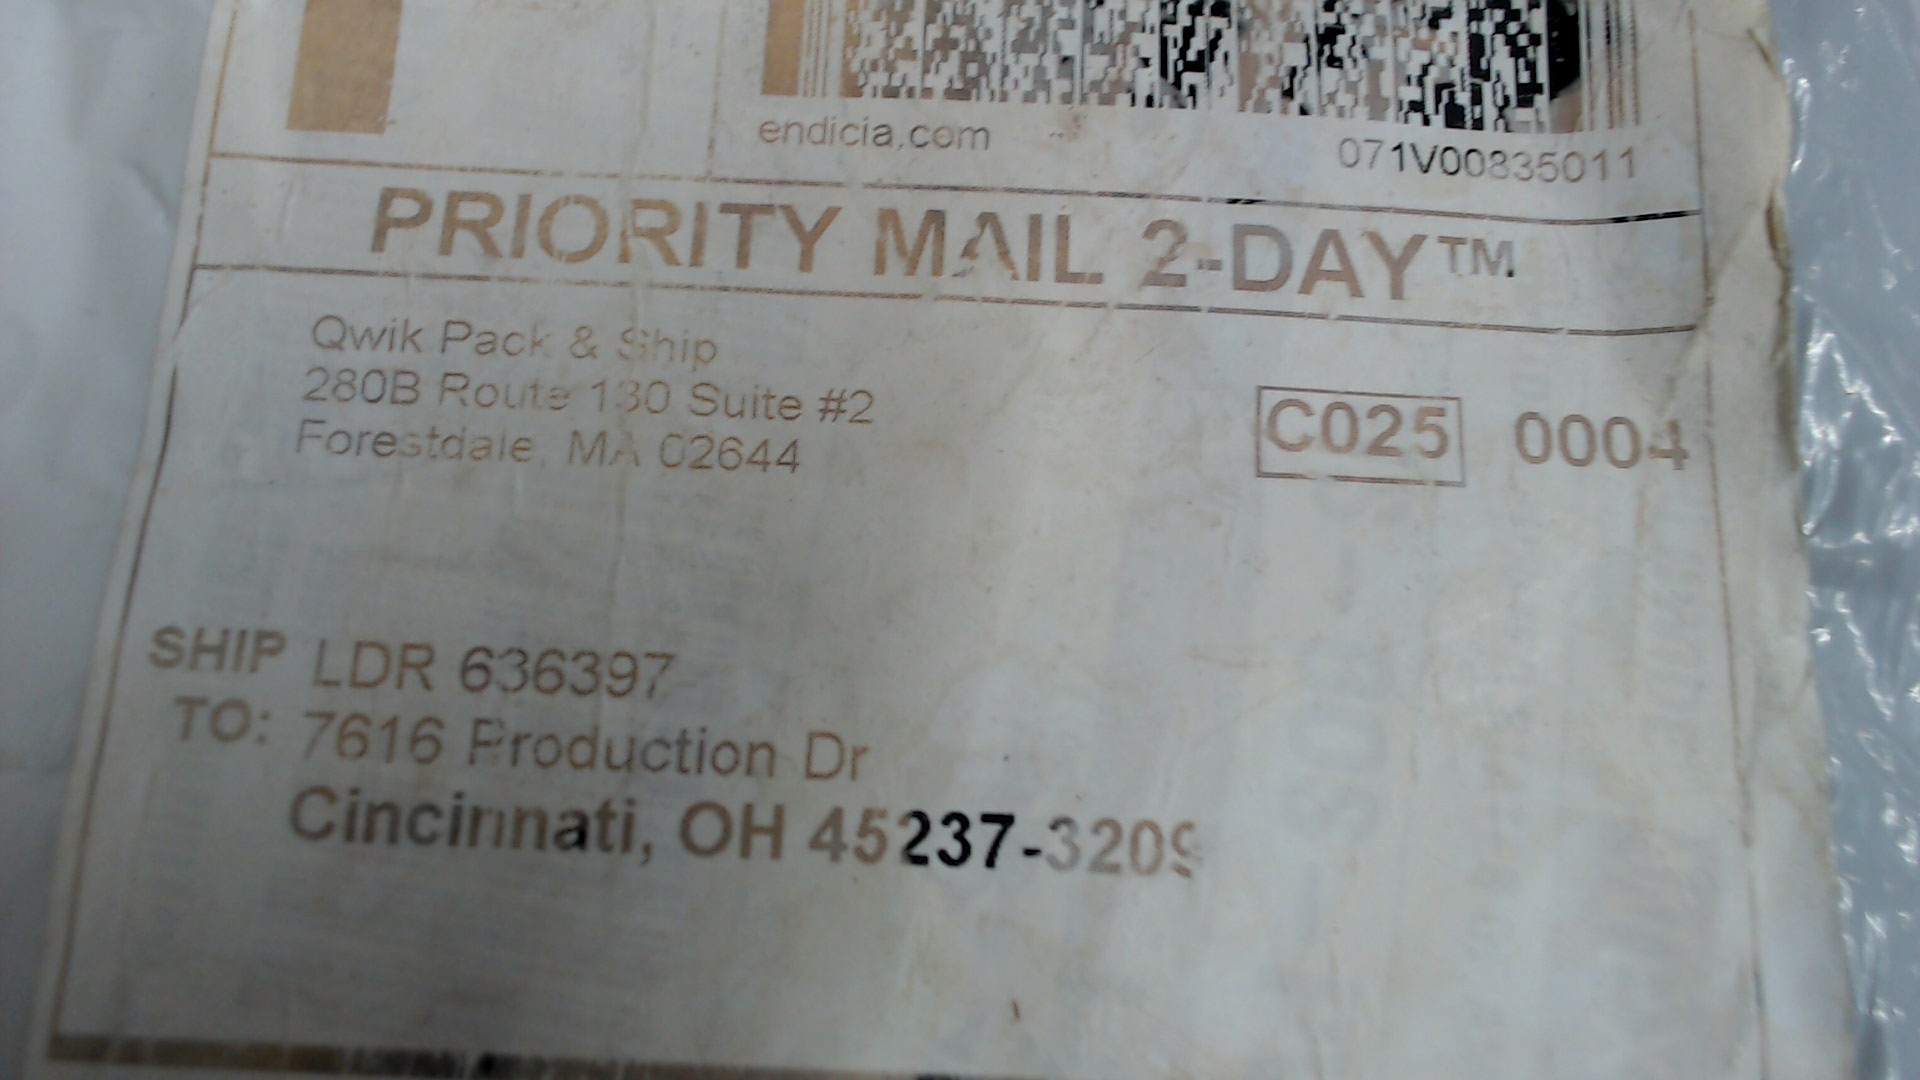 endicia.com
071V00835011
PRIORITY MAIL 2-DAY™
Qwik Pack & Ship
280B Route 130 Suite #2
Forestdale, MA 02644
C025 0004
SHIP LDR 636397
TO: 7616 Production Dr
Cincinnati, OH 45237-3209